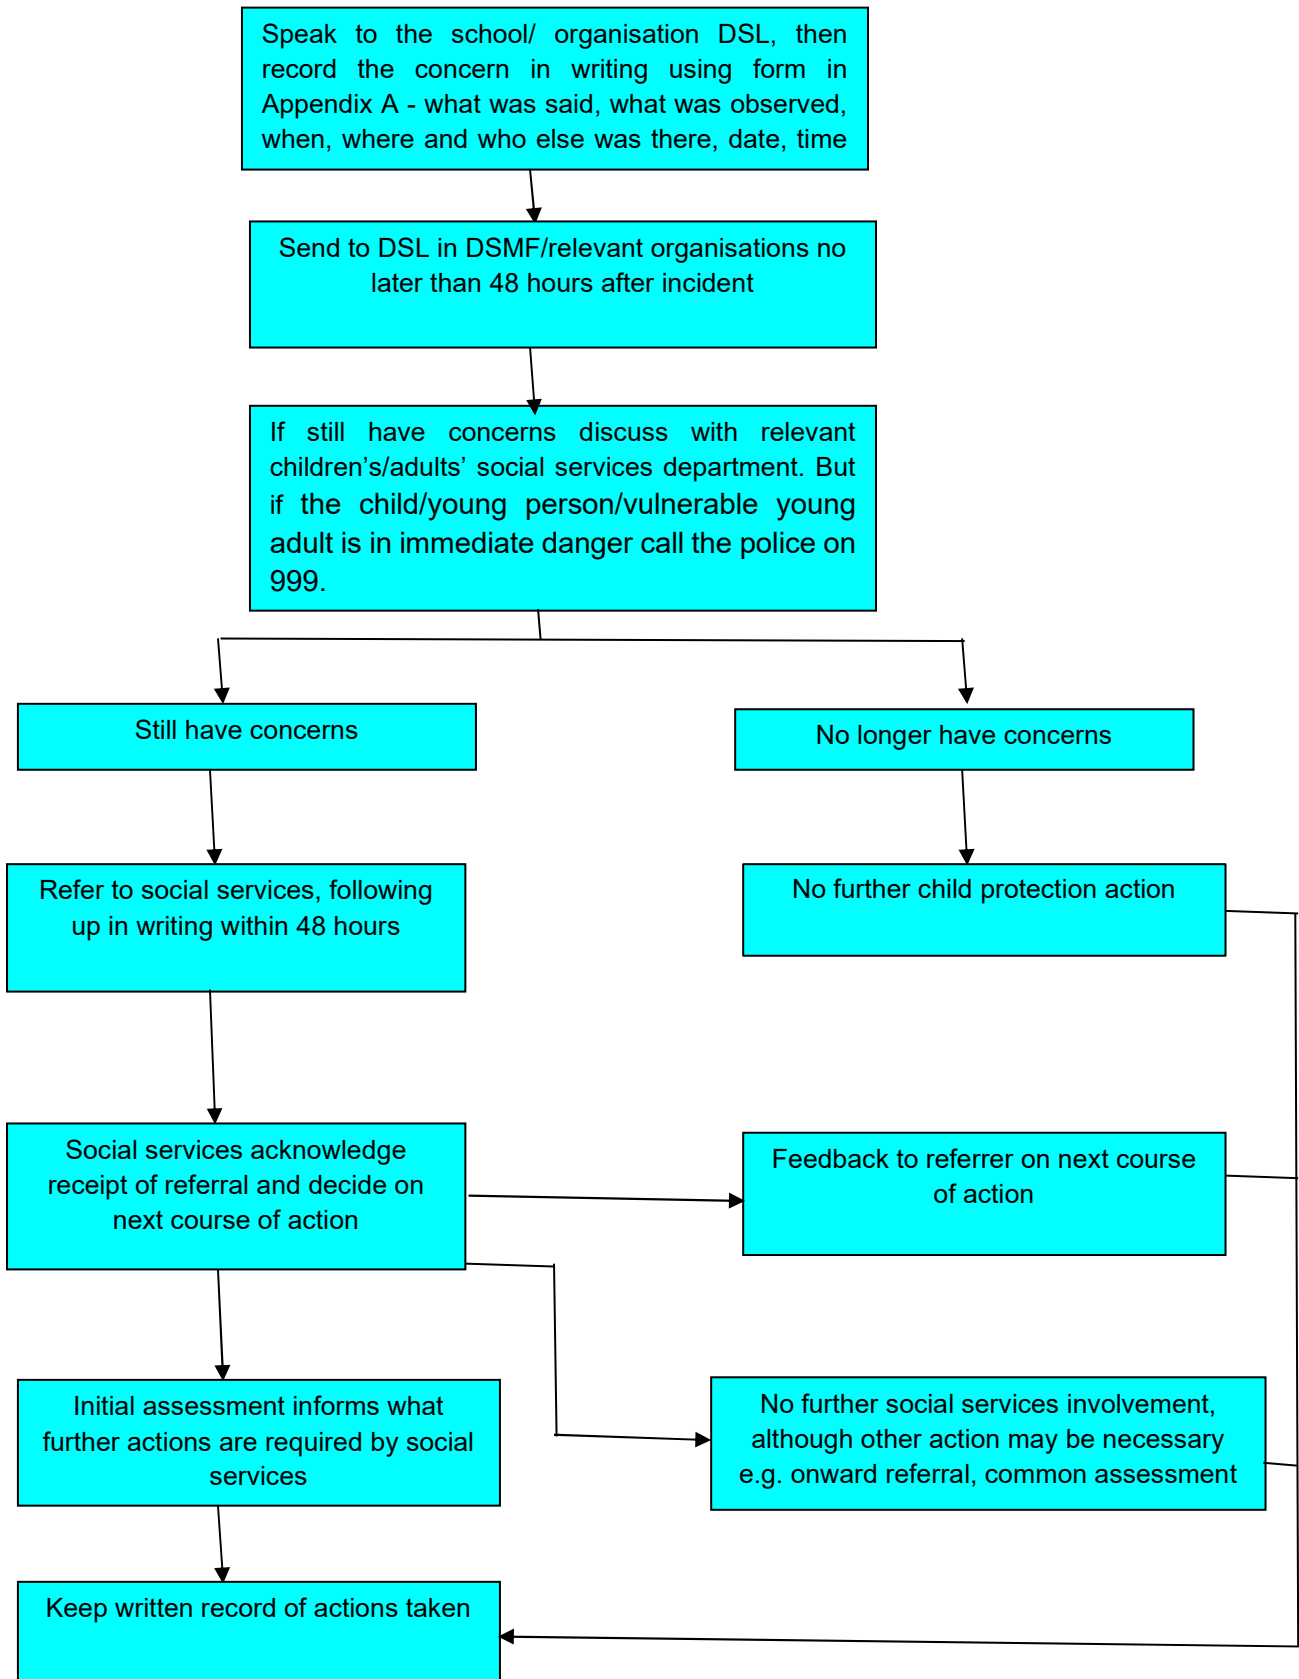 Speak to the school/ organisation DSL, then
record the concern in writing using form in
Appendix A - what was said, what was observed,
when, where and who else was there, date, time
Send to DSL in DSMF/relevant organisations no
later than 48 hours after incident
If still have concerns discuss with relevant
children’s/adults’ social services department. But
if the child/young person/vulnerable young
adult is in immediate danger call the police on
999.
Still have concerns
No longer have concerns
Refer to social services, following
up in writing within 48 hours
No further child protection action
Social services acknowledge
receipt of referral and decide on
next course of action
Feedback to referrer on next course
of action
Initial assessment informs what
further actions are required by social
services
No further social services involvement,
although other action may be necessary
e.g. onward referral, common assessment
Keep written record of actions taken